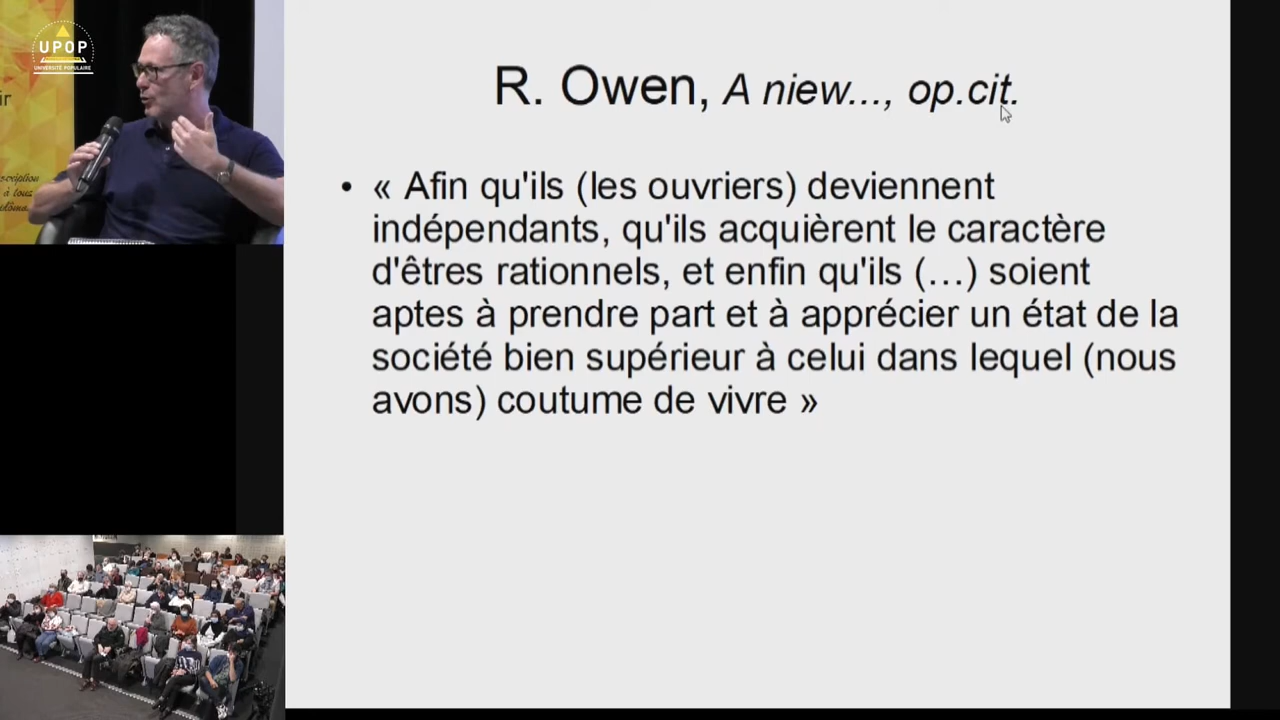 UPOP
UNIVERSITÉ POPULAIRE
ir
à tous
R. Owen, A niew..., op.cit.
• « Afin qu'ils (les ouvriers) deviennent
indépendants, qu'ils acquièrent le caractère
d'êtres rationnels, et enfin qu'ils (…) soient
aptes à prendre part et à apprécier un état de la
société bien supérieur à celui dans lequel (nous
avons) coutume de vivre »